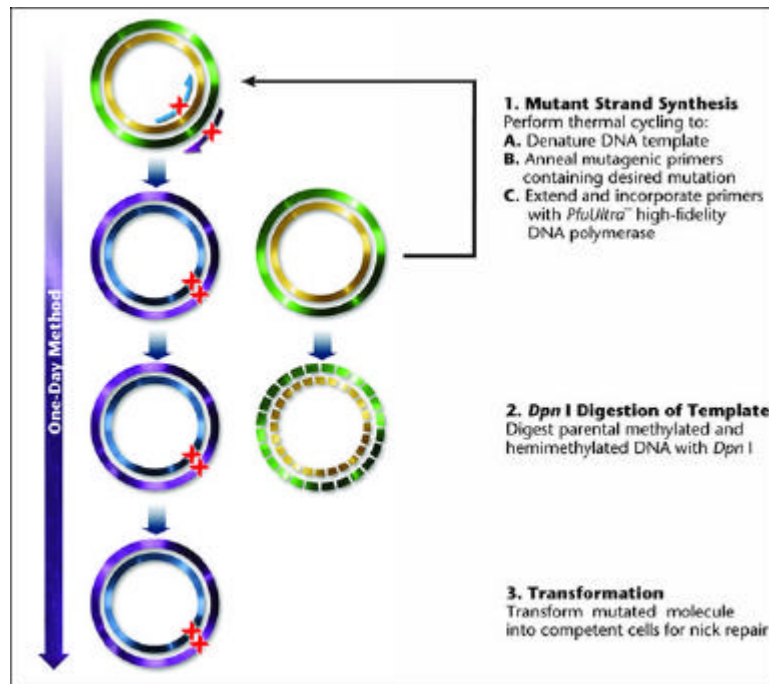 One-Day Method
1. Mutant Strand Synthesis
Perform thermal cycling to:
A. Denature DNA template
B. Anneal mutagenic primers
containing desired mutation
C. Extend and incorporate primers
with PfuUltra™ high-fidelity
DNA polymerase
2. Dpn I Digestion of Template
Digest parental methylated and
hemimethylated DNA with Dpn I
3. Transformation
Transform mutated molecule
into competent cells for nick repair